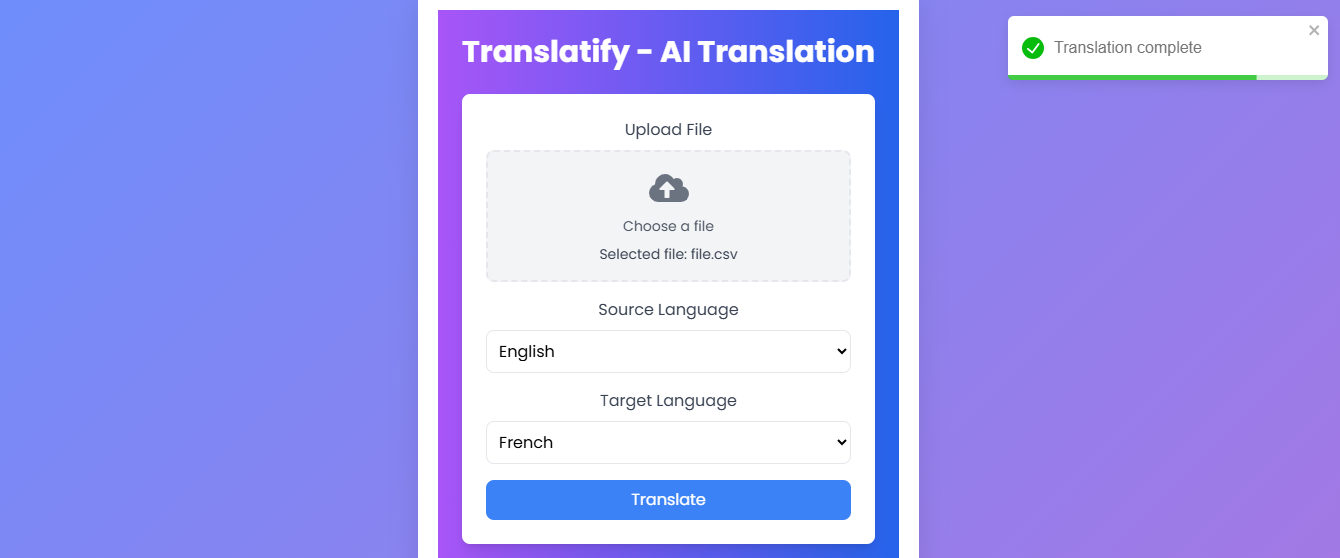 Translatify - AI Translation
Translation complete
Upload File
Choose a file
Selected file: file.csv
Source Language
English
Target Language
French
Translate